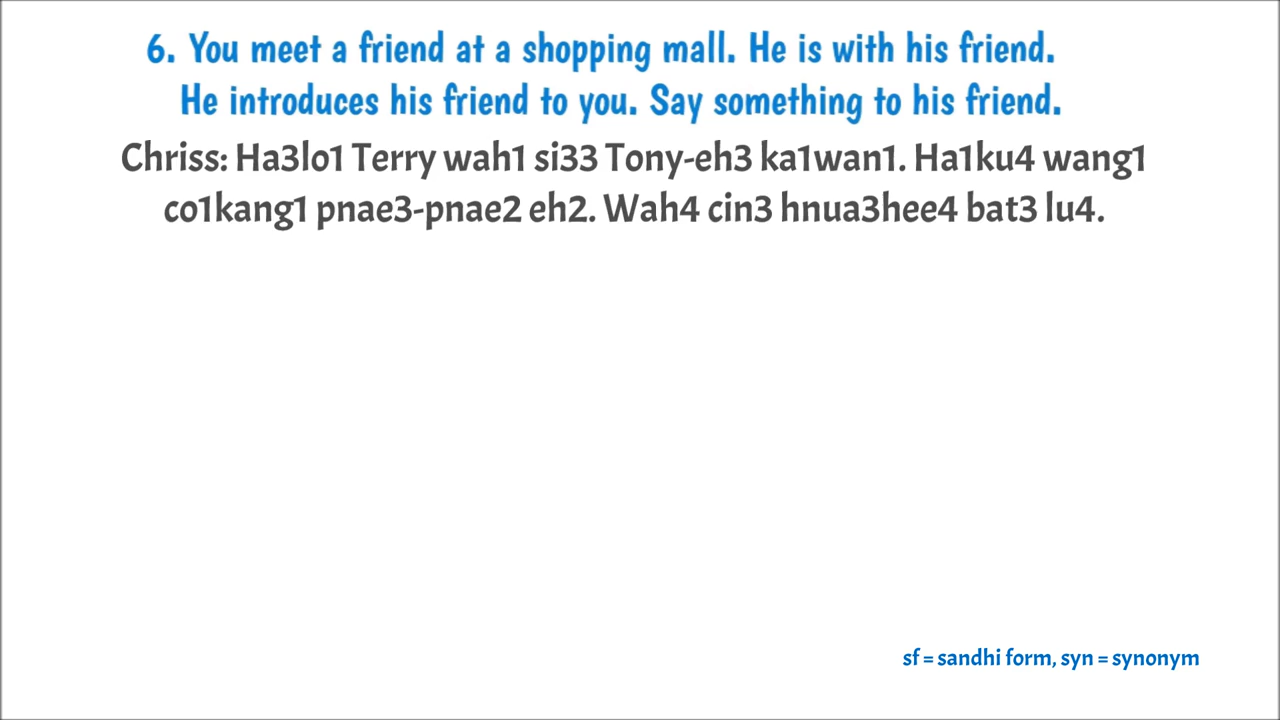 6. You meet a friend at a shopping mall. He is with his friend.
He introduces his friend to you. Say something to his friend.
Chriss: Ha3lo1 Terry wah1 si33 Tony-eh3 ka1wan1. Ha1ku4 wang1
co1kang1 pnae3-pnae2 eh2. Wah4 cin3 hnua3hee4 bat3 lu4.
sf = sandhi form, syn = synonym